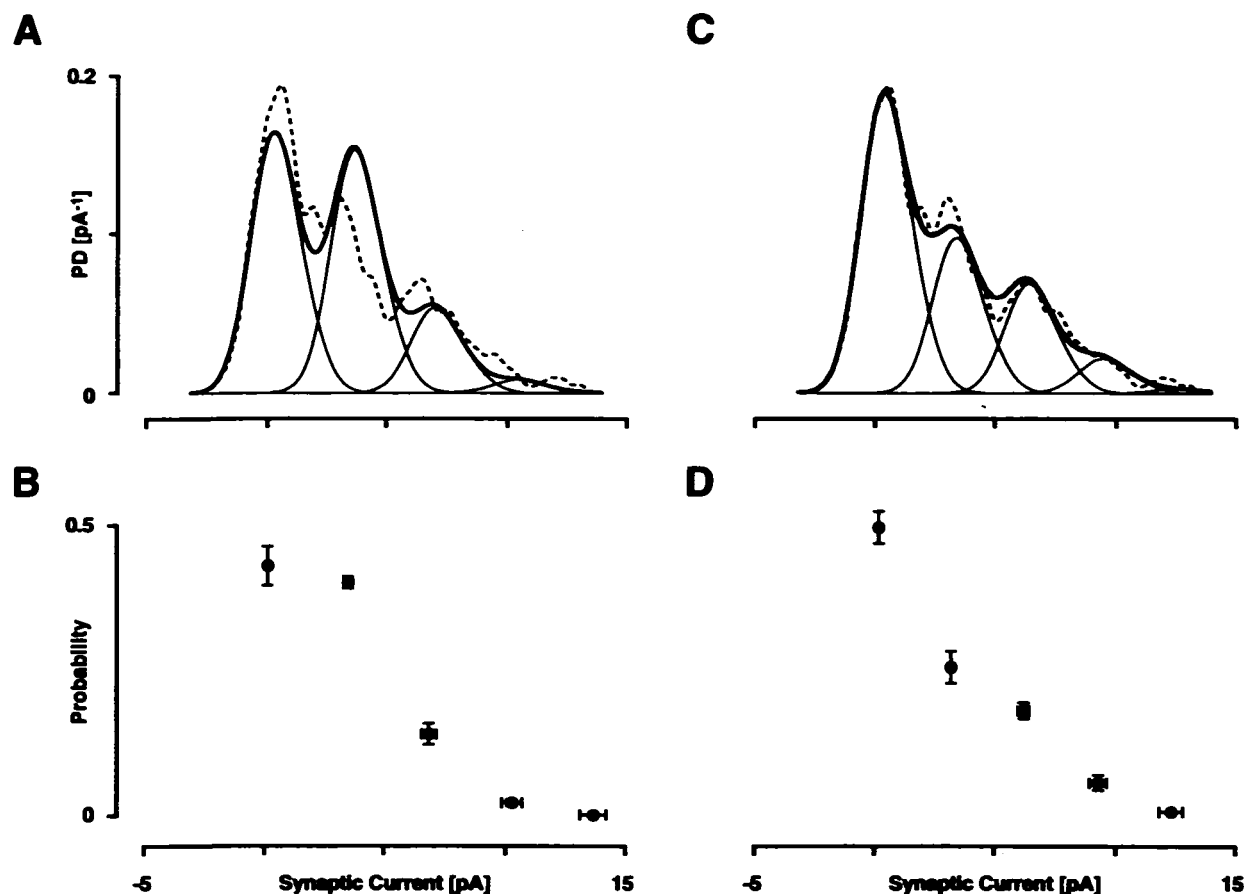 A
C
0.2
PD [pA-1]
0
B
D
0.5
Probability
0
-5
Synaptic Current [pA]
15
-5
Synaptic Current [pA]
15